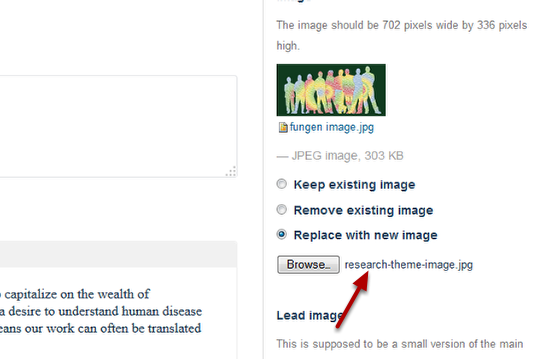 The image should be 702 pixels wide by 336 pixels
high.
fungen image.jpg
— JPEG image, 303 KB
Keep existing image
Remove existing image
Replace with new image
Browse... research-theme-image.jpg
capitalize on the wealth of
a desire to understand human disease
eans our work can often be translated
Lead image
This is supposed to be a small version of the main